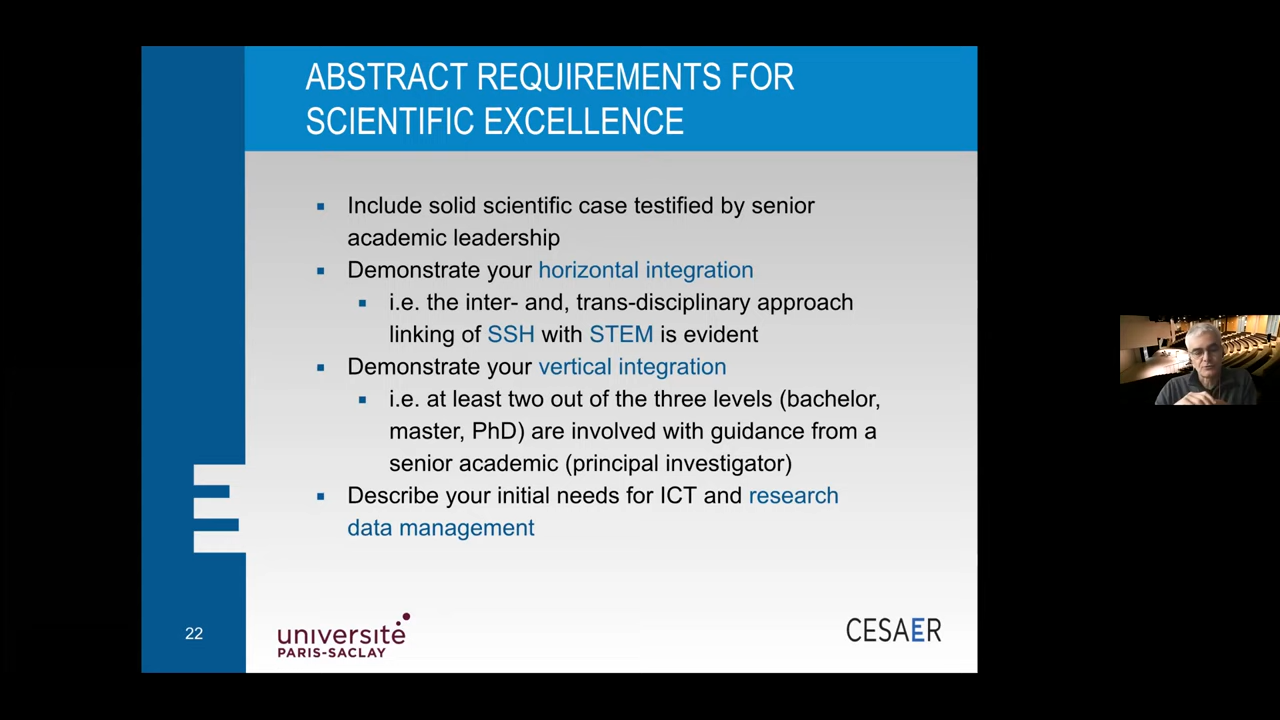 ABSTRACT REQUIREMENTS FOR
SCIENTIFIC EXCELLENCE
▪ Include solid scientific case testified by senior
academic leadership
▪ Demonstrate your horizontal integration
▪ i.e. the inter- and, trans-disciplinary approach
linking of SSH with STEM is evident
▪ Demonstrate your vertical integration
▪ i.e. at least two out of the three levels (bachelor,
master, PhD) are involved with guidance from a
senior academic (principal investigator)
▪ Describe your initial needs for ICT and research
data management
22
université
PARIS-SACLAY
CESAER